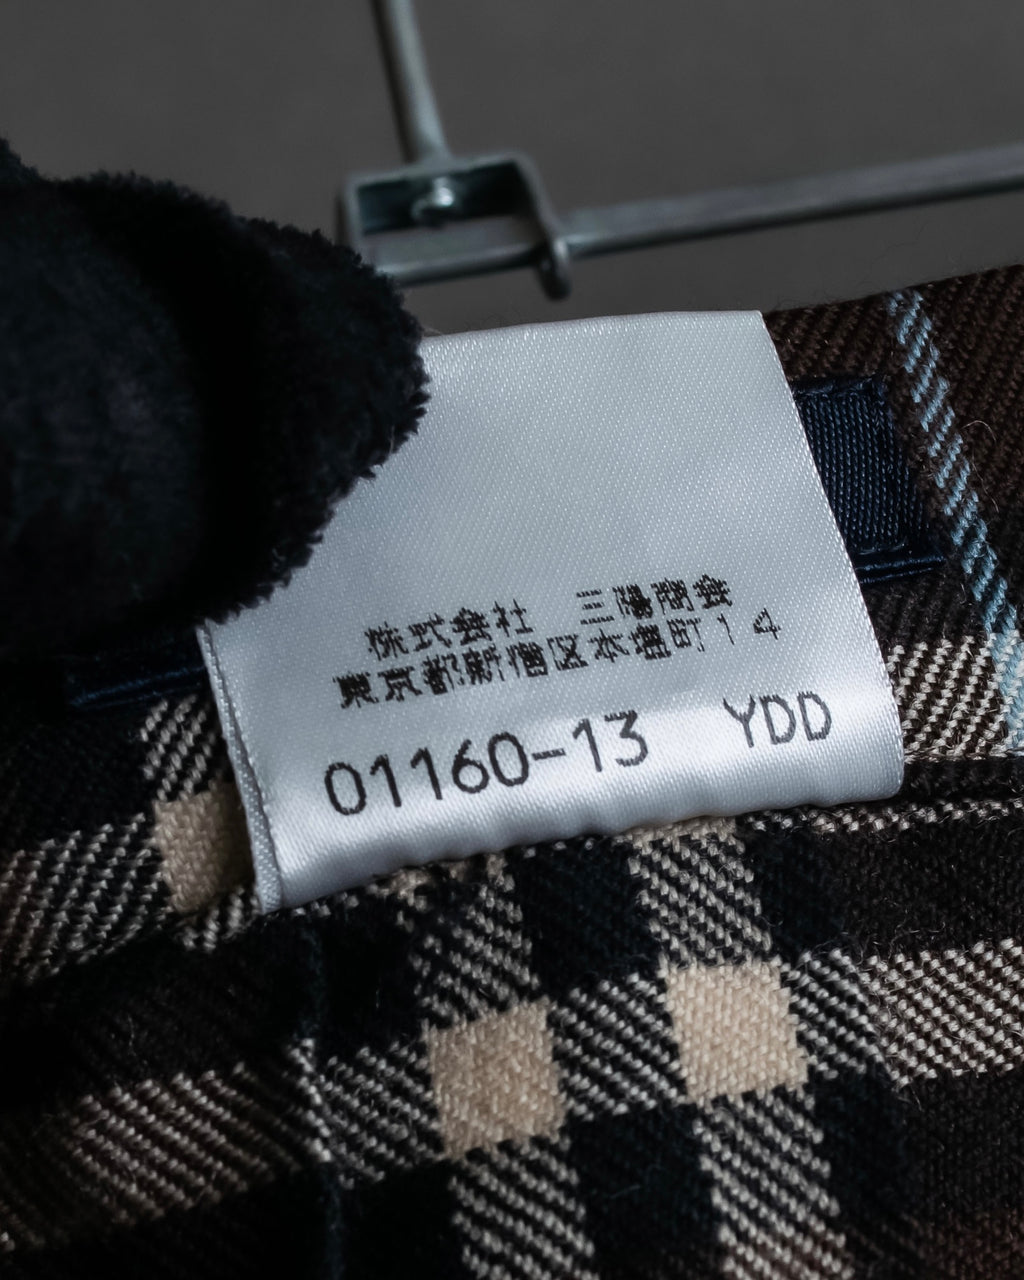 株式会社 三陽商会
東京都新宿区本塩町14
01160-13 YDD